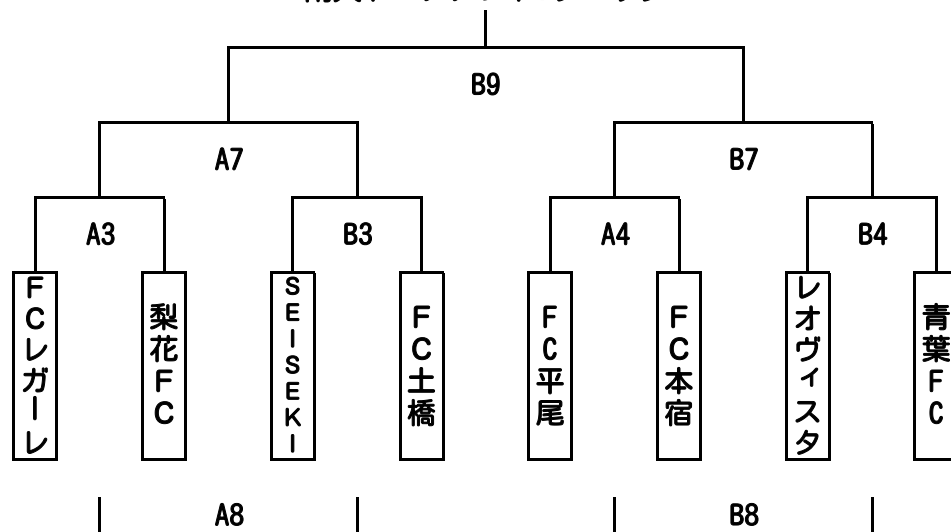 B9
A7
B7
A3
B3
A4
B4
FCレガーレ
梨花FC
SEISEKI
FC土橋
FC平尾
FC本宿
レオヴィスタ
青葉FC
A8
B8